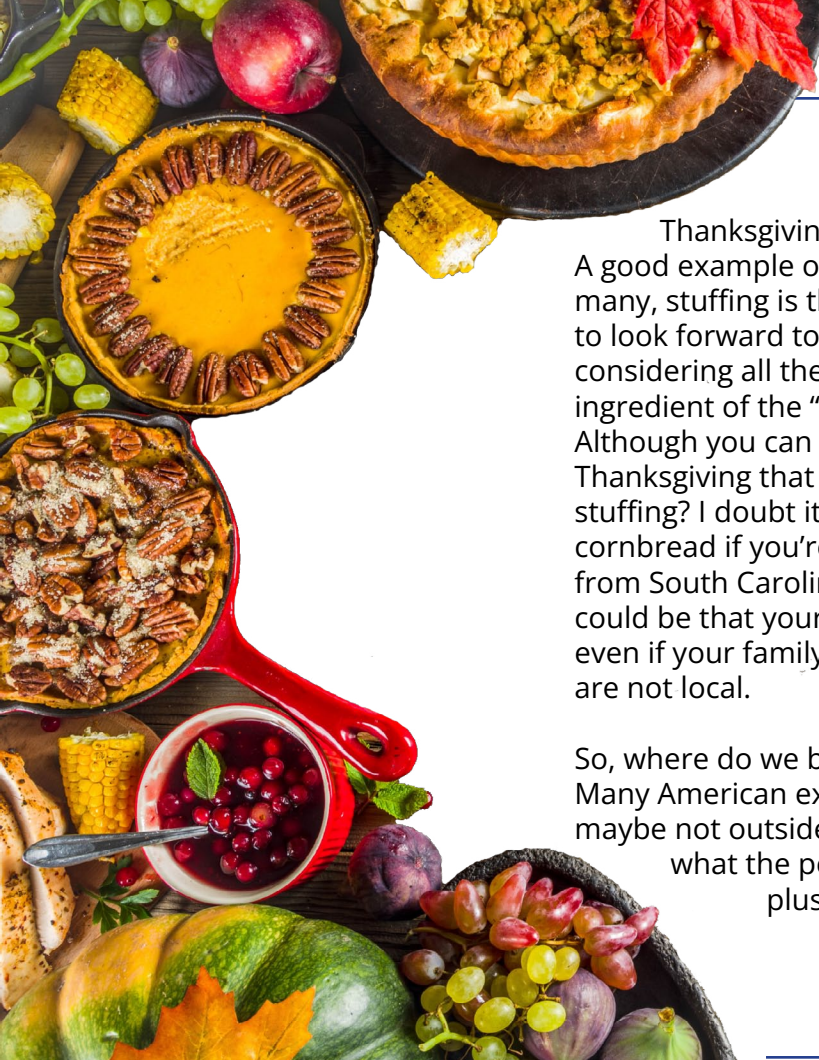 Thanksgivin
A good example o
many, stuffing is th
to look forward to
considering all the
ingredient of the “
Although you can
Thanksgiving that
stuffing? I doubt it
cornbread if you’re
from South Carolin
could be that your
even if your family
are not local.
So, where do we b
Many American ex
maybe not outside
what the pe
plus